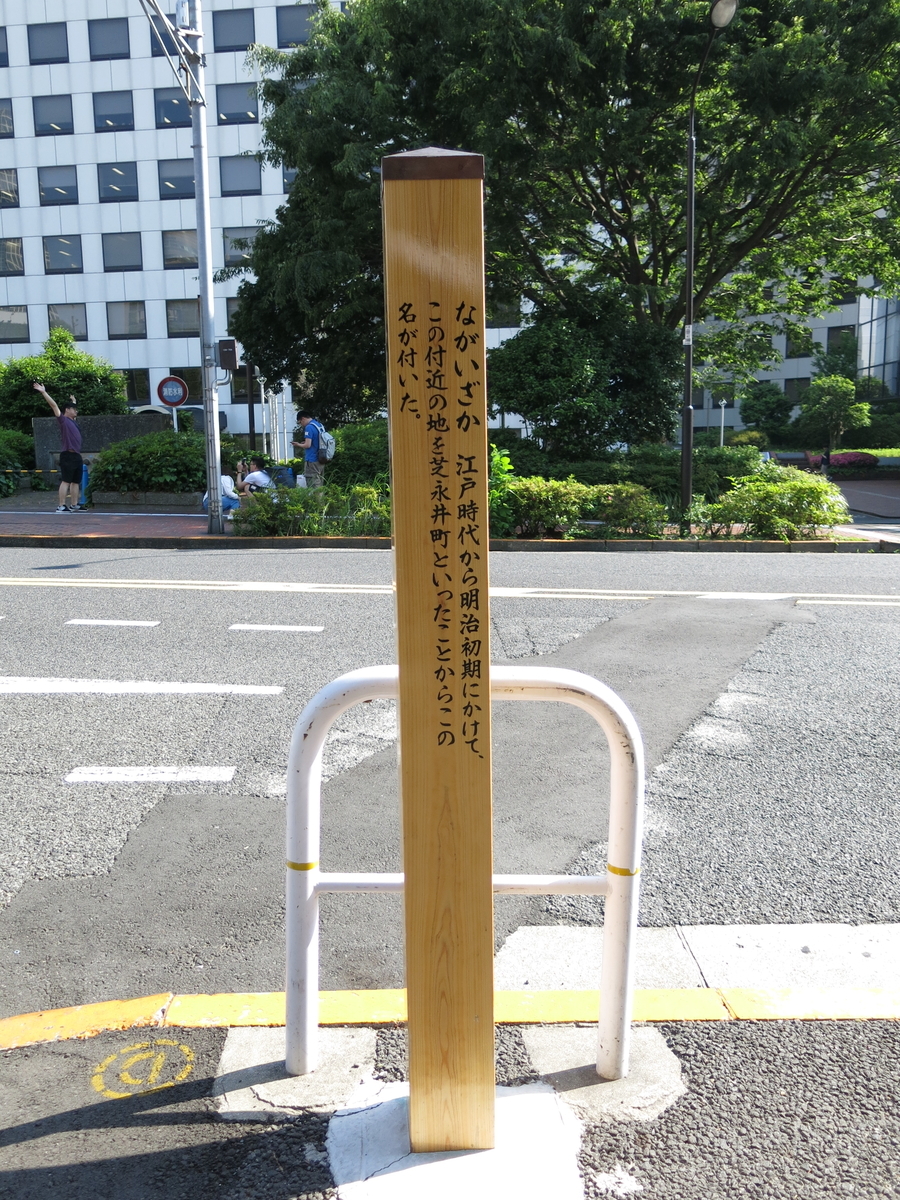 ながいざか 江戸時代から明治初期にかけて、
この付近の地を芝永井町といったことからこの
名が付いた。